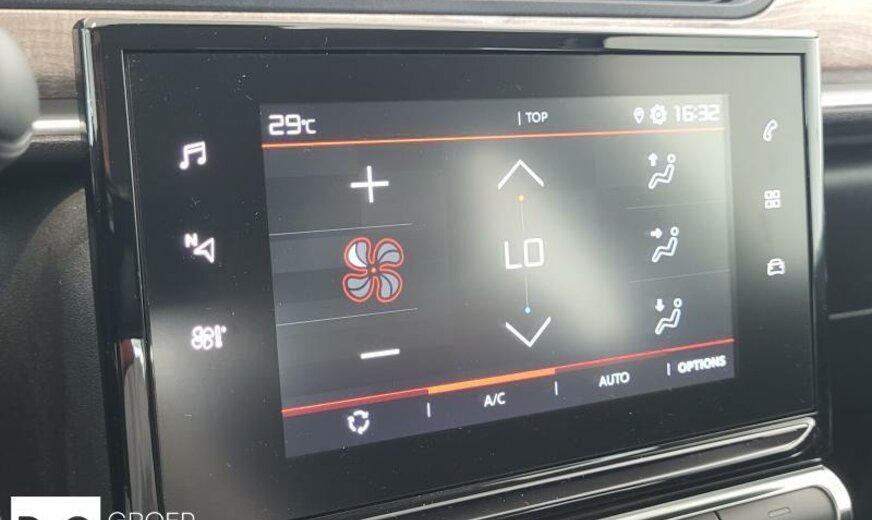 29°C | TOP 16:32
N
LO
A/C | AUTO | OPTIONS
GROEP